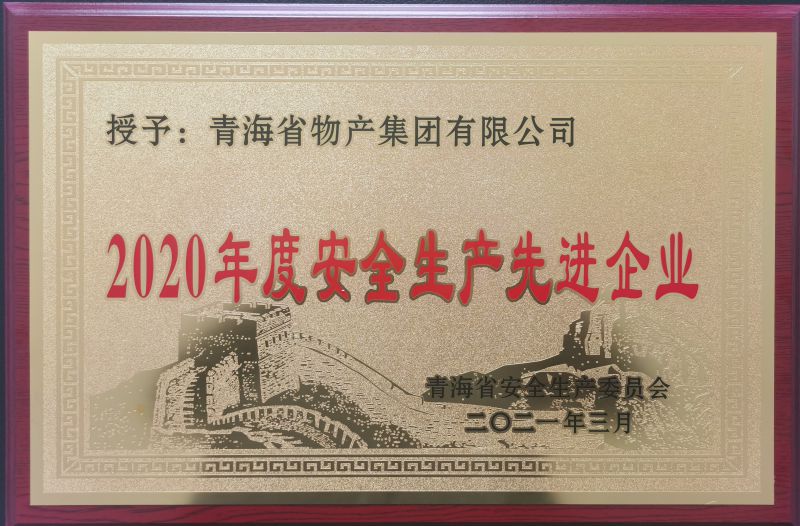 授予：青海省物产集团有限公司
2020年度安全生产先进企业
青海省安全生产委员会
二〇二一年三月